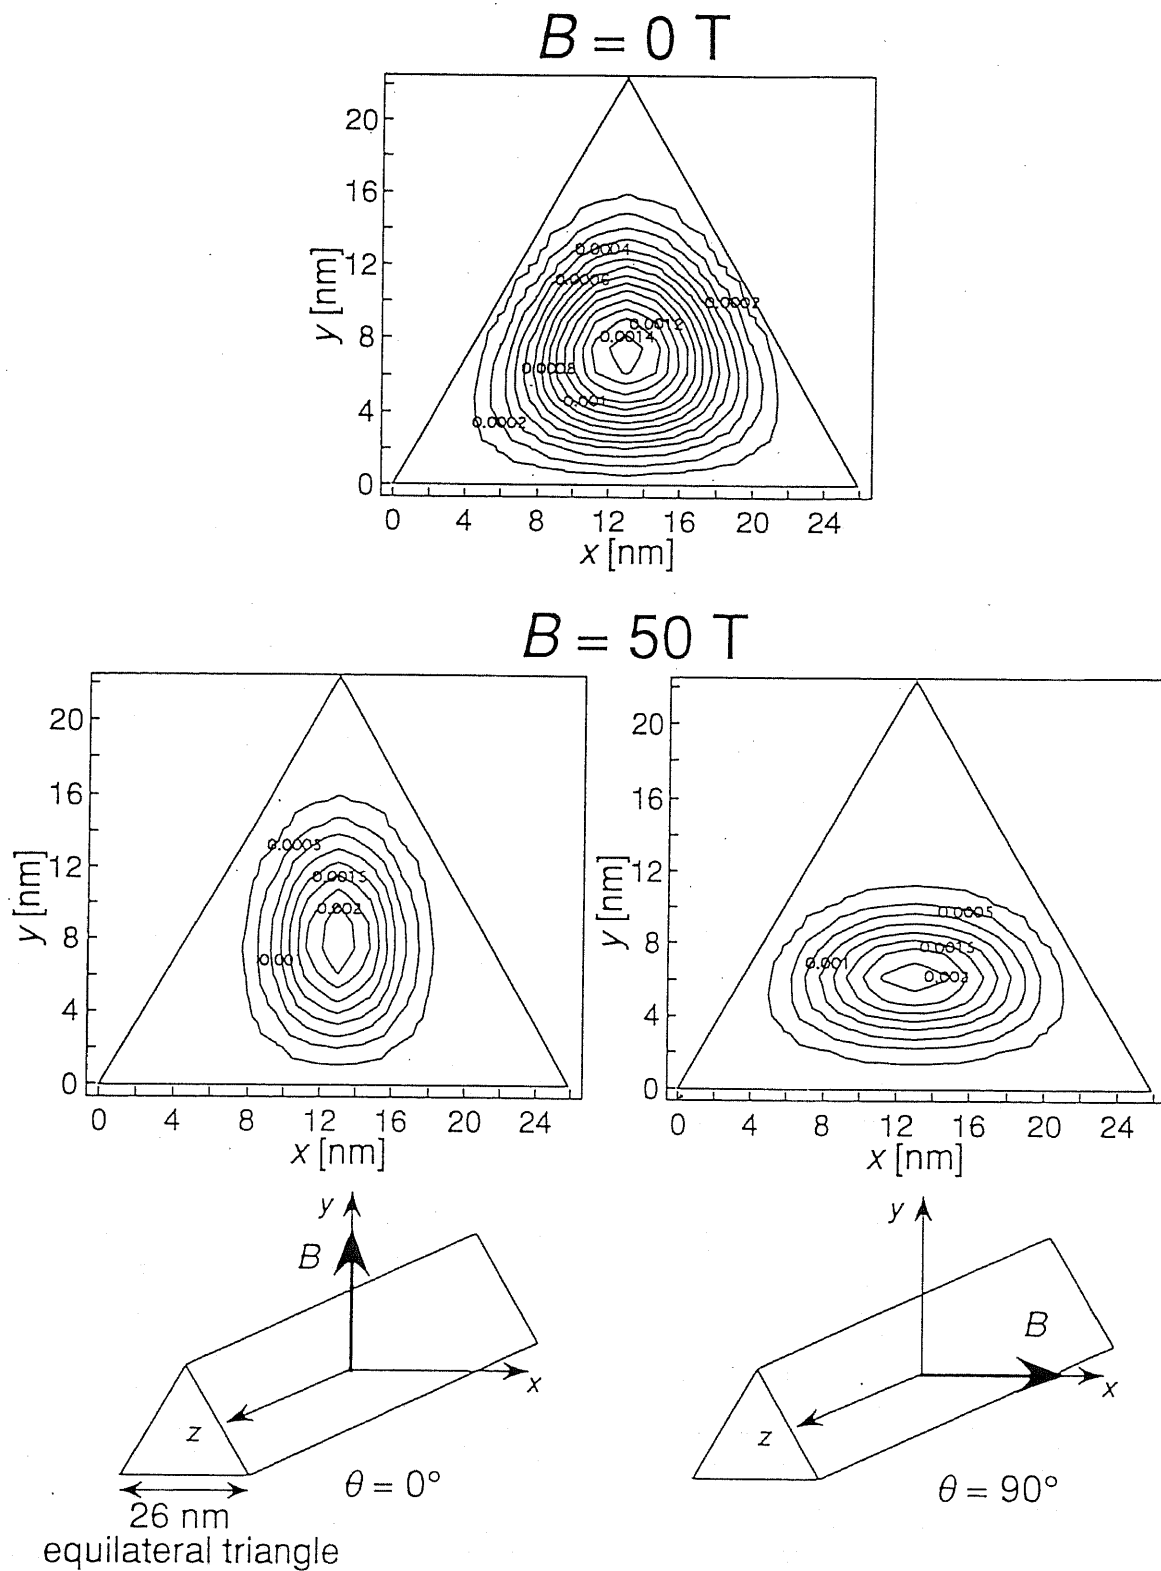 B = 0 T
20
16
12
8
4
0
y [nm]
0.0004
0.0006
0.0002
0.0012
0.0014
0.0008
0.001
0.0002
0 4 8 12 16 20 24
x [nm]
B = 50 T
20
16
12
8
4
0
y [nm]
0.0005
0.0015
0.002
0.00
0 4 8 12 16 20 24
x [nm]
20
16
12
8
4
0
y [nm]
0.0005
0.0015
0.001
0.002
0 4 8 12 16 20 24
x [nm]
y
B
x
z
θ = 0°
26 nm
equilateral triangle
y
B
x
z
θ = 90°